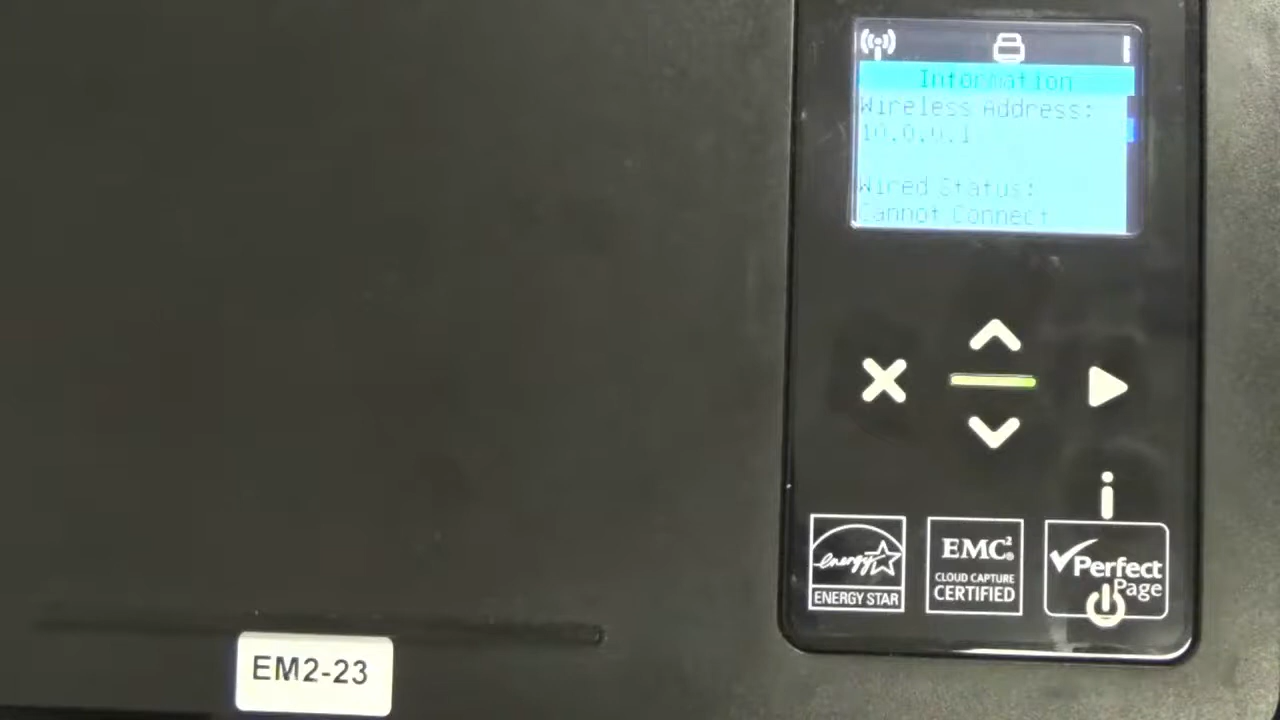 Information
Wireless Address:
10.0.0.1
Wired Status:
Cannot Connect
i
energy
ENERGY STAR
EMC²
CLOUD CAPTURE
CERTIFIED
Perfect
Page
EM2-23